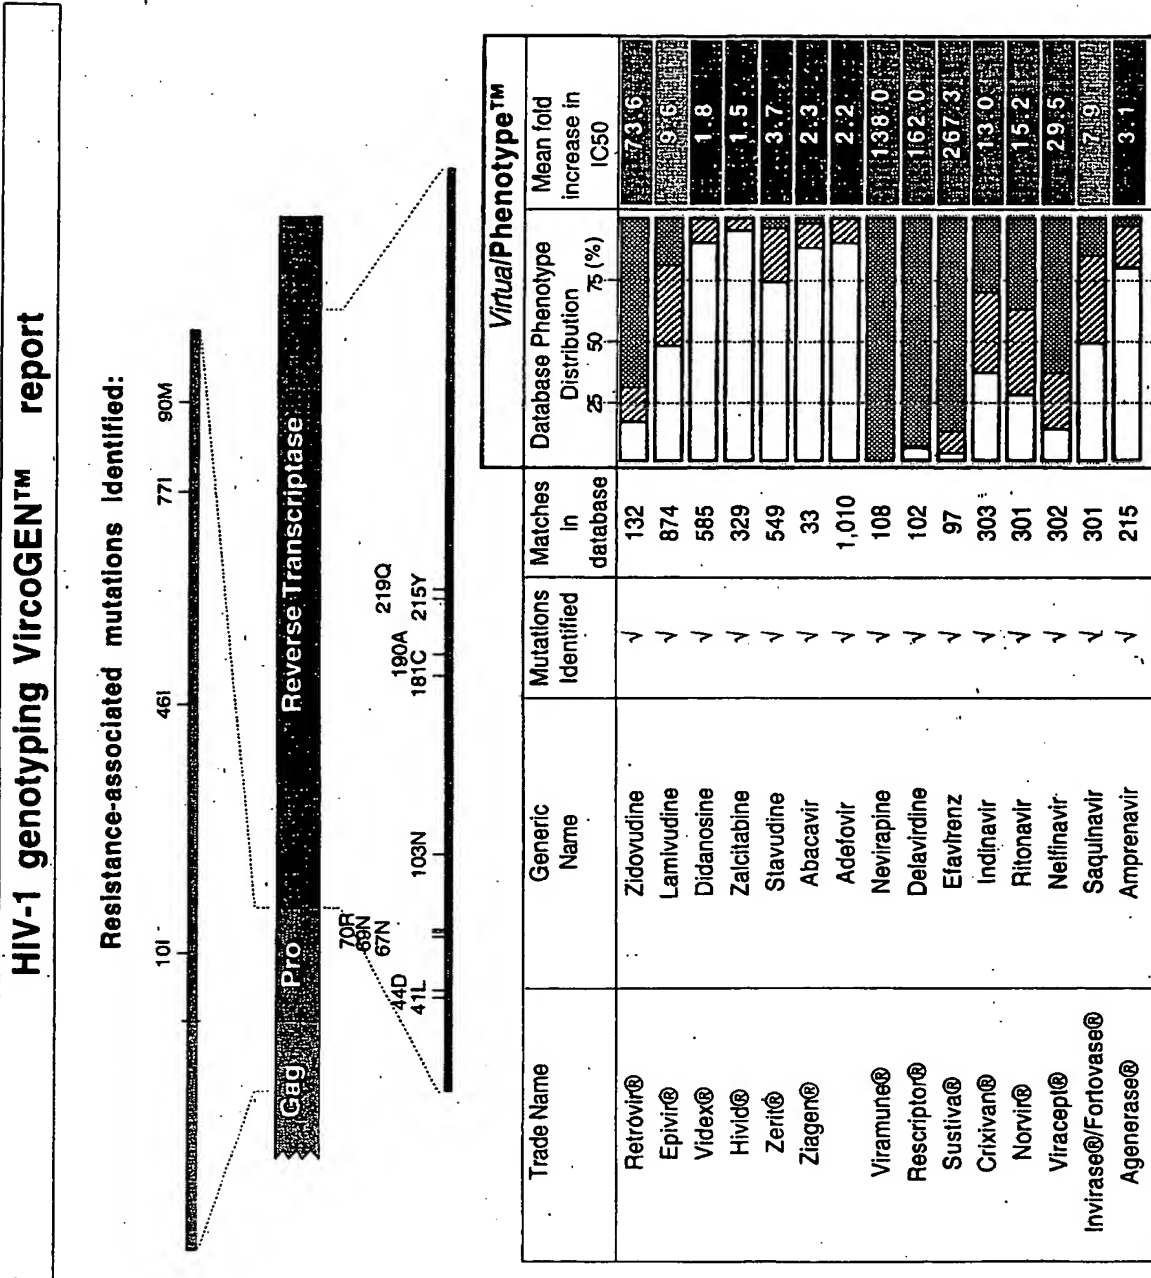 HIV-1 genotyping VircoGEN™ report
Resistance-associated mutations Identified:
10I 46I 77I 90M
Gag Pro Reverse Transcriptase
70R
69N
67N
219Q
190A
44D
41L 103N 181C 215Y
VirtualPhenotype™
Trade Name Generic Name Mutations Identified Matches in database Database Phenotype Distribution Mean fold increase in IC50
25 50 75 (%)
Retrovir® Zidovudine √ 132 73.6
Epivir® Lamivudine √ 874 9.6
Videx® Didanosine √ 585 1.8
Hivid® Zalcitabine √ 329 1.5
Zerit® Stavudine √ 549 3.7
Ziagen® Abacavir √ 33 2.3
Adefovir √ 1,010 2.2
Viramune® Nevirapine √ 108 138.0
Rescriptor® Delavirdine √ 102 162.0
Sustiva® Efavirenz √ 97 267.3
Crixivan® Indinavir √ 303 13.0
Norvir® Ritonavir √ 301 15.2
Viracept® Nelfinavir √ 302 29.5
Invirase®/Fortovase® Saquinavir √ 301 7.9
Agenerase® Amprenavir √ 215 3.1